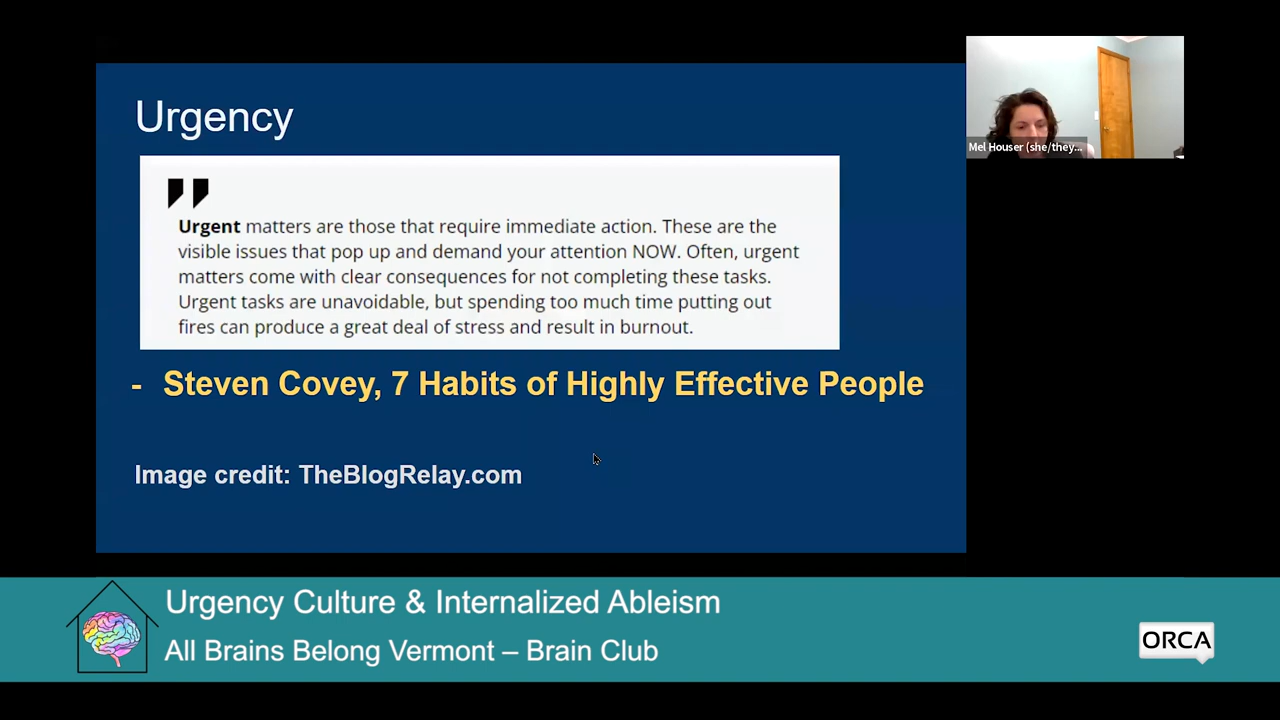 Urgency
Urgent matters are those that require immediate action. These are the
visible issues that pop up and demand your attention NOW. Often, urgent
matters come with clear consequences for not completing these tasks.
Urgent tasks are unavoidable, but spending too much time putting out
fires can produce a great deal of stress and result in burnout.
- Steven Covey, 7 Habits of Highly Effective People
Image credit: TheBlogRelay.com
Mel Houser (she/they...
Urgency Culture & Internalized Ableism
All Brains Belong Vermont – Brain Club
ORCA